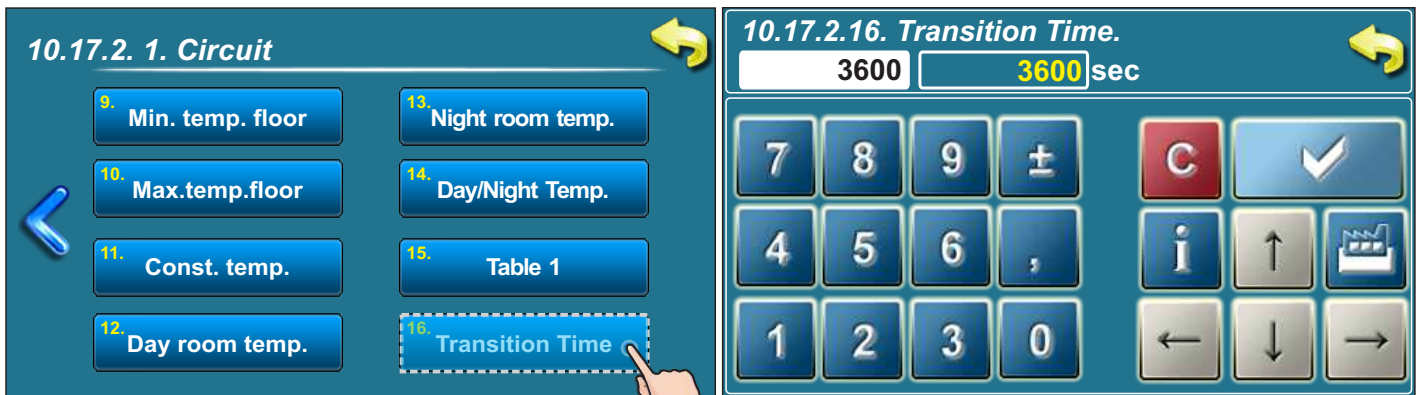 10.17.2. 1. Circuit
9. Min. temp. floor
10. Max.temp.floor
11. Const. temp.
12. Day room temp.
13. Night room temp.
14. Day/Night Temp.
15. Table 1
16. Transition Time
10.17.2.16. Transition Time.
3600 3600 sec
7 8 9 ± C
4 5 6 , i ↑
1 2 3 0 ← ↓ →